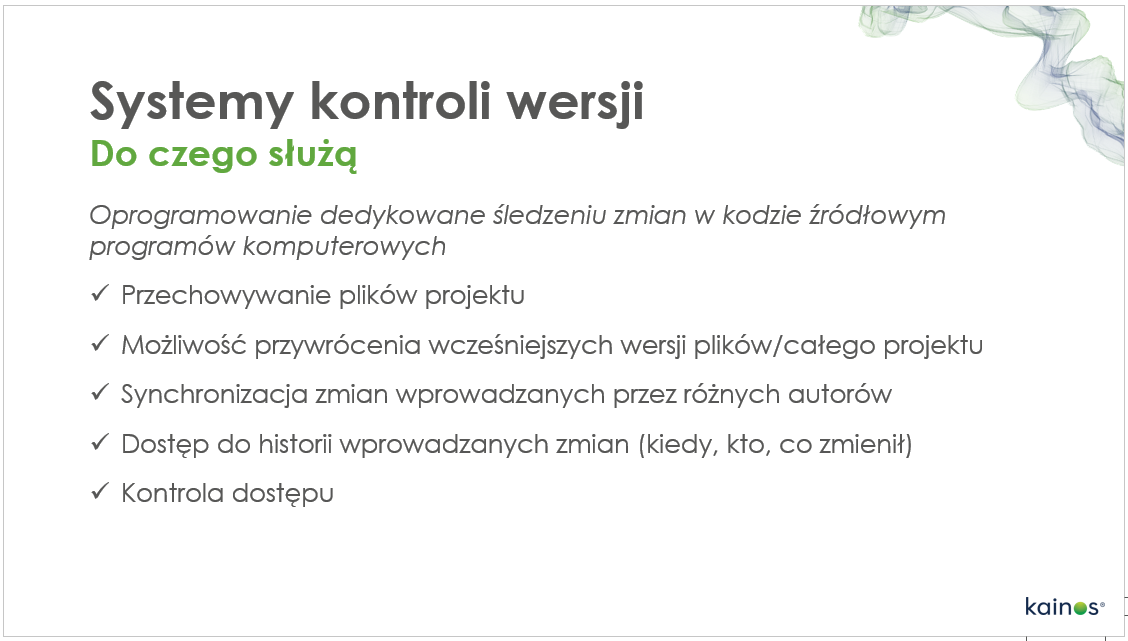 Systemy kontroli wersji
Do czego służą
Oprogramowanie dedykowane śledzeniu zmian w kodzie źródłowym
programów komputerowych
✓ Przechowywanie plików projektu
✓ Możliwość przywrócenia wcześniejszych wersji plików/całego projektu
✓ Synchronizacja zmian wprowadzanych przez różnych autorów
✓ Dostęp do historii wprowadzanych zmian (kiedy, kto, co zmienił)
✓ Kontrola dostępu
kainos®